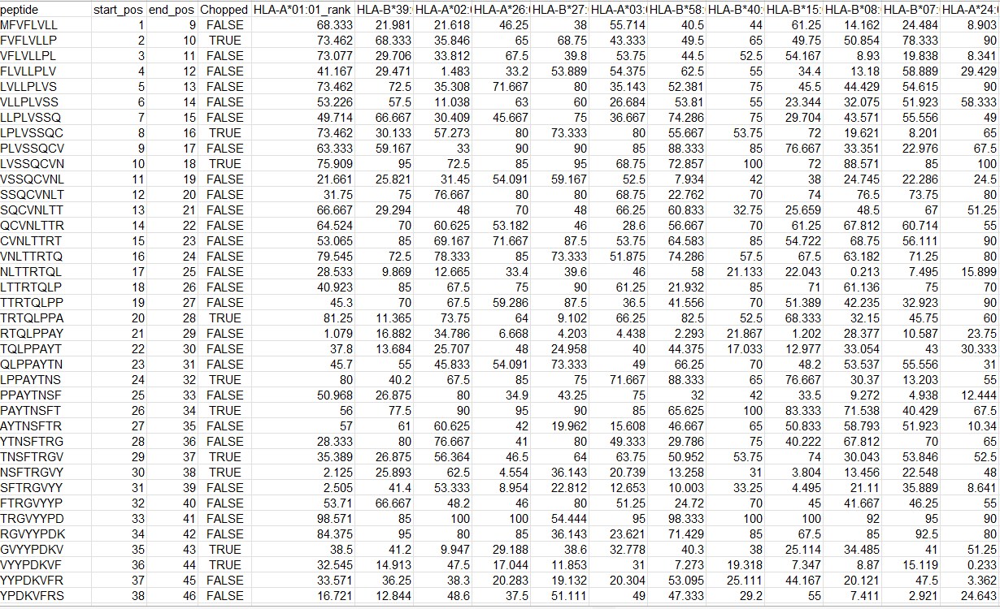 peptide start_pos end_pos Chopped HLA-A*01:01_rank HLA-B*39: HLA-A*02: HLA-A*26: HLA-B*27: HLA-A*03: HLA-B*58: HLA-B*40: HLA-B*15: HLA-B*08: HLA-B*07: HLA-A*24:
MFVFLVLL 1 9 FALSE 68.333 21.981 21.618 46.25 38 55.714 40.5 44 61.25 14.162 24.484 8.903
FVFLVLLP 2 10 TRUE 73.462 68.333 35.846 65 68.75 43.333 49.5 65 49.75 50.854 78.333 90
VFLVLLPL 3 11 FALSE 73.077 29.706 33.812 67.5 39.8 53.75 44.5 52.5 54.167 8.93 19.838 8.341
FLVLLPLV 4 12 FALSE 41.167 29.471 1.483 33.2 53.889 54.375 62.5 55 34.4 13.18 58.889 29.429
LVLLPLVS 5 13 FALSE 73.462 72.5 35.308 71.667 80 35.143 52.381 75 45.5 44.429 54.615 90
VLLPLVSS 6 14 FALSE 53.226 57.5 11.038 63 60 26.684 53.81 55 23.344 32.075 51.923 58.333
LLPLVSSQ 7 15 FALSE 49.714 66.667 30.409 45.667 75 36.667 74.286 75 29.704 43.571 55.556 49
LPLVSSQC 8 16 TRUE 73.462 30.133 57.273 80 73.333 80 55.667 53.75 72 19.621 8.201 65
PLVSSQCV 9 17 FALSE 63.333 59.167 33 90 90 85 88.333 85 76.667 33.351 22.976 67.5
LVSSQCVN 10 18 TRUE 75.909 95 72.5 85 95 68.75 72.857 100 72 88.571 85 100
VSSQCVNL 11 19 FALSE 21.661 25.821 31.45 54.091 59.167 52.5 7.934 42 38 24.745 22.286 24.5
SSQCVNLT 12 20 FALSE 31.75 75 76.667 80 80 68.75 22.762 70 74 76.5 73.75 80
SQCVNLTT 13 21 FALSE 66.667 29.294 48 70 48 66.25 60.833 32.75 25.659 48.5 67 51.25
QCVNLTTR 14 22 FALSE 64.524 70 60.625 53.182 46 28.6 56.667 70 61.25 67.812 60.714 55
CVNLTTRT 15 23 FALSE 53.065 85 69.167 71.667 87.5 53.75 64.583 85 54.722 68.75 56.111 90
VNLTTRTQ 16 24 FALSE 79.545 72.5 78.333 85 73.333 51.875 74.286 57.5 67.5 63.182 71.25 80
NLTTRTQL 17 25 FALSE 28.533 9.869 12.665 33.4 39.6 46 58 21.133 22.043 0.213 7.495 15.899
LTTRTQLP 18 26 FALSE 40.923 85 67.5 75 90 61.25 21.932 85 71 61.136 75 70
TTRTQLPP 19 27 FALSE 45.3 70 67.5 59.286 87.5 36.5 41.556 70 51.389 42.235 32.923 90
TRTQLPPA 20 28 TRUE 81.25 11.365 73.75 64 9.102 66.25 82.5 52.5 68.333 32.15 45.75 60
RTQLPPAY 21 29 FALSE 1.079 16.882 34.786 6.668 4.203 4.438 2.293 21.867 1.202 28.377 10.587 23.75
TQLPPAYT 22 30 FALSE 37.8 13.684 25.707 48 24.958 40 44.375 17.033 12.977 33.054 43 30.333
QLPPAYTN 23 31 FALSE 45.7 55 45.833 54.091 73.333 49 66.25 70 48.2 53.537 55.556 31
LPPAYTNS 24 32 TRUE 80 40.2 67.5 85 75 71.667 88.333 65 76.667 30.37 13.203 55
PPAYTNSF 25 33 FALSE 50.968 26.875 80 34.9 43.25 75 32 42 33.5 9.272 4.938 12.444
PAYTNSFT 26 34 TRUE 56 77.5 90 95 90 85 65.625 100 83.333 71.538 40.429 67.5
AYTNSFTR 27 35 FALSE 57 61 60.625 42 19.962 15.608 46.667 65 50.833 58.793 51.923 10.34
YTNSFTRG 28 36 FALSE 28.333 80 76.667 41 80 49.333 29.786 75 40.222 67.812 70 65
TNSFTRGV 29 37 TRUE 35.389 26.875 56.364 46.5 64 63.75 50.952 53.75 74 30.043 53.846 52.5
NSFTRGVY 30 38 TRUE 2.125 25.893 62.5 4.554 36.143 20.739 13.258 31 3.804 13.456 22.548 48
SFTRGVYY 31 39 FALSE 2.505 41.4 53.333 8.954 22.812 12.653 10.003 33.25 4.495 21.11 35.889 8.641
FTRGVYYP 32 40 FALSE 53.71 66.667 48.2 46 80 51.25 24.72 70 45 41.667 46.25 55
TRGVYYPD 33 41 FALSE 98.571 85 100 100 54.444 95 98.333 100 100 92 95 90
RGVYYPDK 34 42 FALSE 84.375 95 80 85 36.143 23.621 71.429 85 67.5 85 92.5 80
GVYYPDKV 35 43 TRUE 38.5 41.2 9.947 29.188 38.6 32.778 40.3 38 25.114 34.485 41 51.25
VYYPDKVF 36 44 TRUE 32.545 14.913 47.5 17.044 11.853 31 7.273 19.318 7.347 8.87 15.119 0.233
YYPDKVFR 37 45 FALSE 33.571 36.25 38.3 20.283 19.132 20.304 53.095 25.111 44.167 20.121 47.5 3.362
YPDKVFRS 38 46 FALSE 16.721 12.844 48.6 37.5 51.111 49 47.333 29.2 55 7.411 2.921 24.643